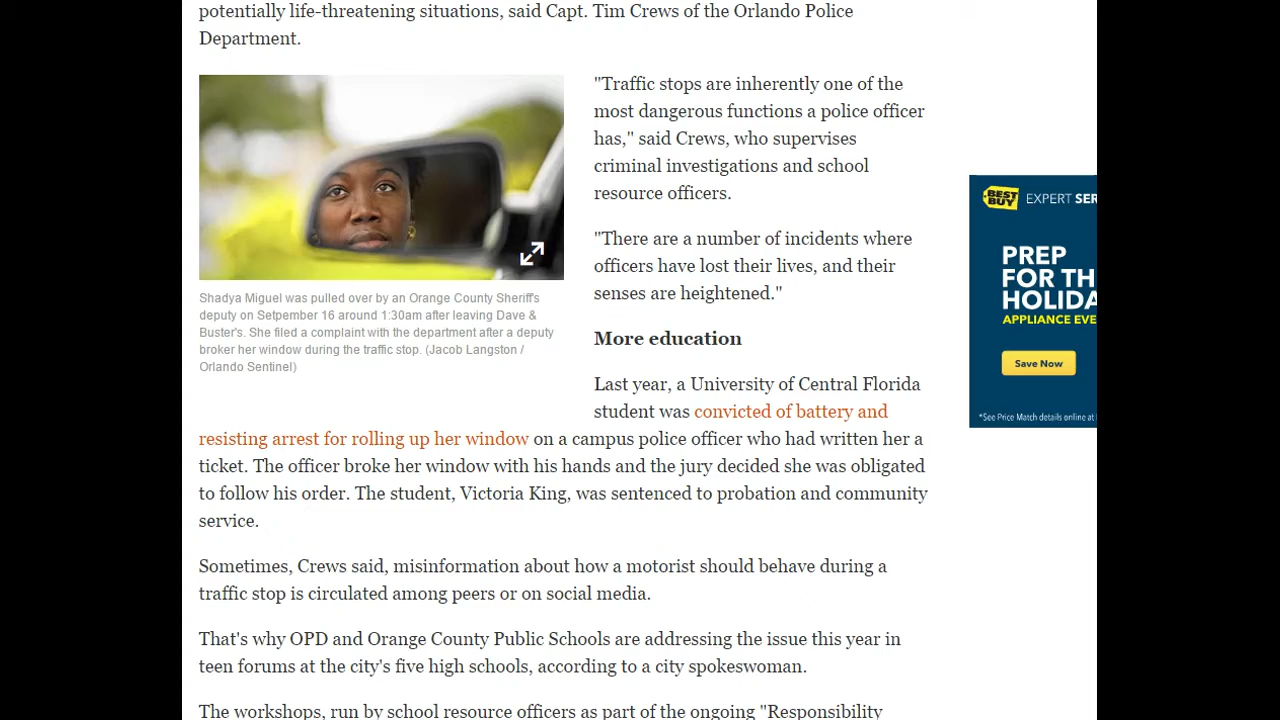 potentially life-threatening situations, said Capt. Tim Crews of the Orlando Police
Department.
"Traffic stops are inherently one of the
most dangerous functions a police officer
has," said Crews, who supervises
criminal investigations and school
resource officers.
"There are a number of incidents where
officers have lost their lives, and their
senses are heightened."
Shadya Miguel was pulled over by an Orange County Sheriff's
deputy on Setpember 16 around 1:30am after leaving Dave &
Buster's. She filed a complaint with the department after a deputy
broker her window during the traffic stop. (Jacob Langston /
Orlando Sentinel)
More education
Last year, a University of Central Florida
student was convicted of battery and
resisting arrest for rolling up her window on a campus police officer who had written her a
ticket. The officer broke her window with his hands and the jury decided she was obligated
to follow his order. The student, Victoria King, was sentenced to probation and community
service.
Sometimes, Crews said, misinformation about how a motorist should behave during a
traffic stop is circulated among peers or on social media.
That's why OPD and Orange County Public Schools are addressing the issue this year in
teen forums at the city's five high schools, according to a city spokeswoman.
The workshops, run by school resource officers as part of the ongoing "Responsibility
BEST BUY EXPERT SER
PREP
FOR TH
HOLIDA
APPLIANCE EVE
Save Now
*See Price Match details online at